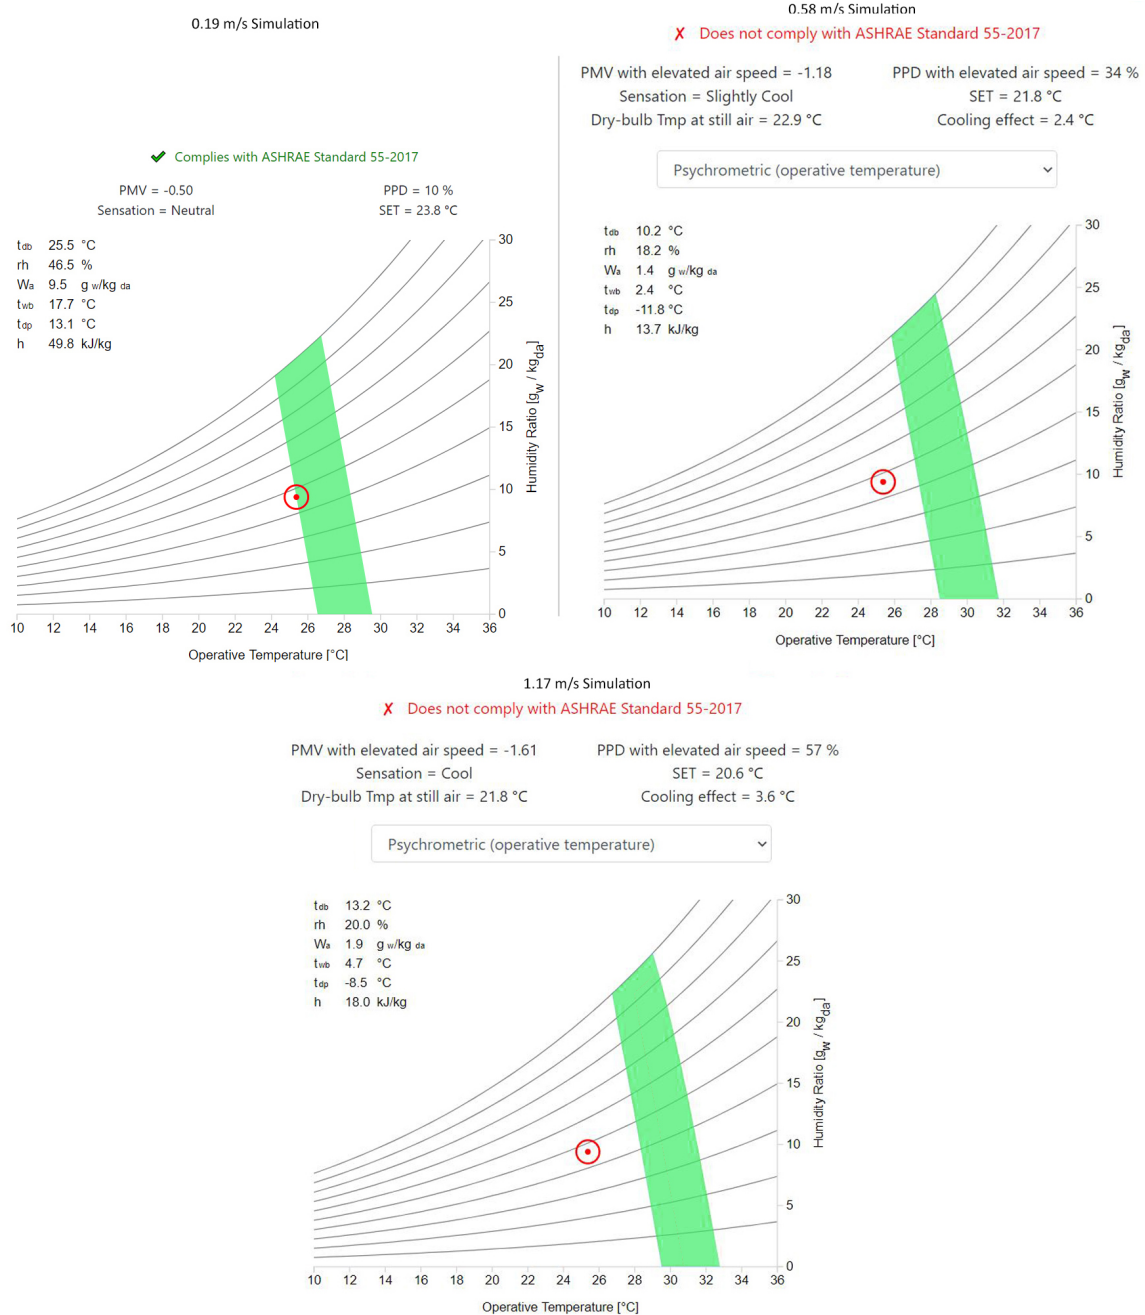 0.19 m/s Simulation
✔ Complies with ASHRAE Standard 55-2017
PMV = -0.50 PPD = 10 %
Sensation = Neutral SET = 23.8 °C
tdb 25.5 °C
rh 46.5 %
Wa 9.5 g w/kg da
twb 17.7 °C
tdp 13.1 °C
h 49.8 kJ/kg
30
25
20
15
10
5
0
Humidity Ratio [gw / kgda]
10 12 14 16 18 20 22 24 26 28 30 32 34 36
Operative Temperature [°C]
0.58 m/s Simulation
✗ Does not comply with ASHRAE Standard 55-2017
PMV with elevated air speed = -1.18 PPD with elevated air speed = 34 %
Sensation = Slightly Cool SET = 21.8 °C
Dry-bulb Tmp at still air = 22.9 °C Cooling effect = 2.4 °C
Psychrometric (operative temperature)
tdb 10.2 °C
rh 18.2 %
Wa 1.4 g w/kg da
twb 2.4 °C
tdp -11.8 °C
h 13.7 kJ/kg
30
25
20
15
10
5
0
Humidity Ratio [gw / kgda]
10 12 14 16 18 20 22 24 26 28 30 32 34 36
Operative Temperature [°C]
1.17 m/s Simulation
✗ Does not comply with ASHRAE Standard 55-2017
PMV with elevated air speed = -1.61 PPD with elevated air speed = 57 %
Sensation = Cool SET = 20.6 °C
Dry-bulb Tmp at still air = 21.8 °C Cooling effect = 3.6 °C
Psychrometric (operative temperature)
tdb 13.2 °C
rh 20.0 %
Wa 1.9 g w/kg da
twb 4.7 °C
tdp -8.5 °C
h 18.0 kJ/kg
30
25
20
15
10
5
0
Humidity Ratio [gw / kgda]
10 12 14 16 18 20 22 24 26 28 30 32 34 36
Operative Temperature [°C]